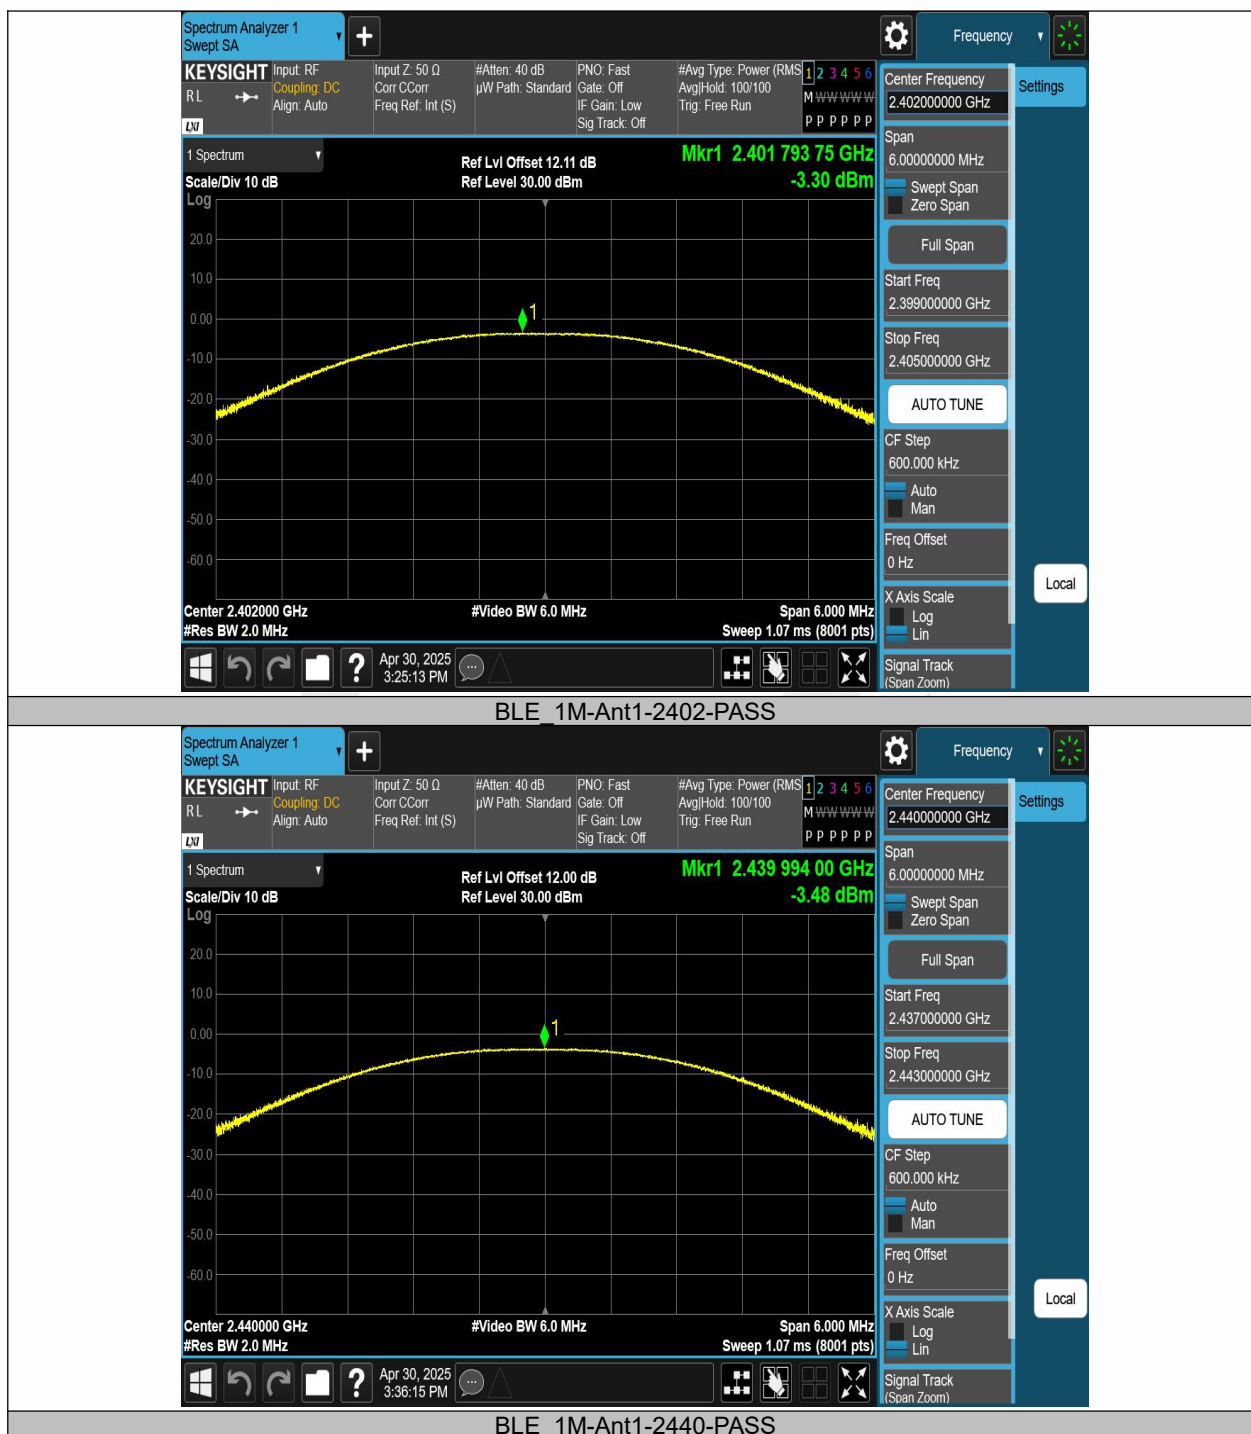 Spectrum Analyzer 1
Swept SA
Frequency
KEYSIGHT
R L
LXI
Input: RF
Coupling: DC
Align: Auto
Input Z: 50 Ω
Corr CCorr
Freq Ref: Int (S)
#Atten: 40 dB
µW Path: Standard
PNO: Fast
Gate: Off
IF Gain: Low
Sig Track: Off
#Avg Type: Power (RMS
Avg|Hold: 100/100
Trig: Free Run
1 2 3 4 5 6
M W W W W W
P P P P P P
1 Spectrum
Scale/Div 10 dB
Log
Ref Lvl Offset 12.11 dB
Ref Level 30.00 dBm
Mkr1 2.401 793 75 GHz
-3.30 dBm
1
20.0
10.0
0.00
-10.0
-20.0
-30.0
-40.0
-50.0
-60.0
Center 2.402000 GHz
#Res BW 2.0 MHz
#Video BW 6.0 MHz
Span 6.000 MHz
Sweep 1.07 ms (8001 pts)
Apr 30, 2025
3:25:13 PM
Center Frequency
2.402000000 GHz
Span
6.00000000 MHz
Swept Span
Zero Span
Full Span
Start Freq
2.399000000 GHz
Stop Freq
2.405000000 GHz
AUTO TUNE
CF Step
600.000 kHz
Auto
Man
Freq Offset
0 Hz
X Axis Scale
Log
Lin
Signal Track
(Span Zoom)
Settings
Local
BLE_1M-Ant1-2402-PASS
Spectrum Analyzer 1
Swept SA
Frequency
KEYSIGHT
R L
LXI
Input: RF
Coupling: DC
Align: Auto
Input Z: 50 Ω
Corr CCorr
Freq Ref: Int (S)
#Atten: 40 dB
µW Path: Standard
PNO: Fast
Gate: Off
IF Gain: Low
Sig Track: Off
#Avg Type: Power (RMS
Avg|Hold: 100/100
Trig: Free Run
1 2 3 4 5 6
M W W W W W
P P P P P P
1 Spectrum
Scale/Div 10 dB
Log
Ref Lvl Offset 12.00 dB
Ref Level 30.00 dBm
Mkr1 2.439 994 00 GHz
-3.48 dBm
1
20.0
10.0
0.00
-10.0
-20.0
-30.0
-40.0
-50.0
-60.0
Center 2.440000 GHz
#Res BW 2.0 MHz
#Video BW 6.0 MHz
Span 6.000 MHz
Sweep 1.07 ms (8001 pts)
Apr 30, 2025
3:36:15 PM
Center Frequency
2.440000000 GHz
Span
6.00000000 MHz
Swept Span
Zero Span
Full Span
Start Freq
2.437000000 GHz
Stop Freq
2.443000000 GHz
AUTO TUNE
CF Step
600.000 kHz
Auto
Man
Freq Offset
0 Hz
X Axis Scale
Log
Lin
Signal Track
(Span Zoom)
Settings
Local
BLE_1M-Ant1-2440-PASS